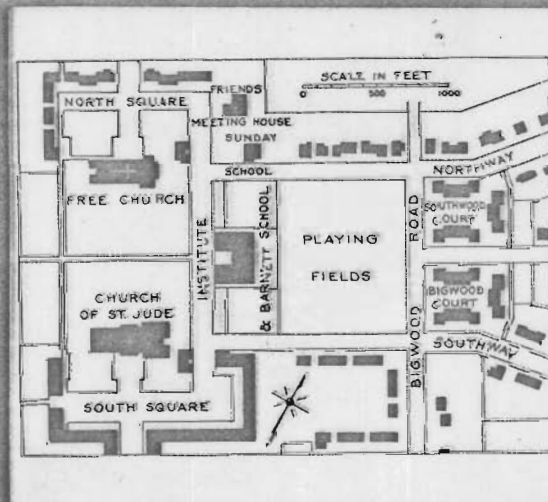 SCALE IN FEET
0 500 1000
FRIENDS
NORTH SQUARE
MEETING HOUSE
SUNDAY
SCHOOL
NORTHWAY
FREE CHURCH
SOUTHWOOD
COURT
INSTITUTE
& BARNETT SCHOOL
PLAYING
FIELDS
BIGWOOD ROAD
CHURCH
OF ST. JUDE
BIGWOOD
COURT
SOUTHWAY
SOUTH SQUARE